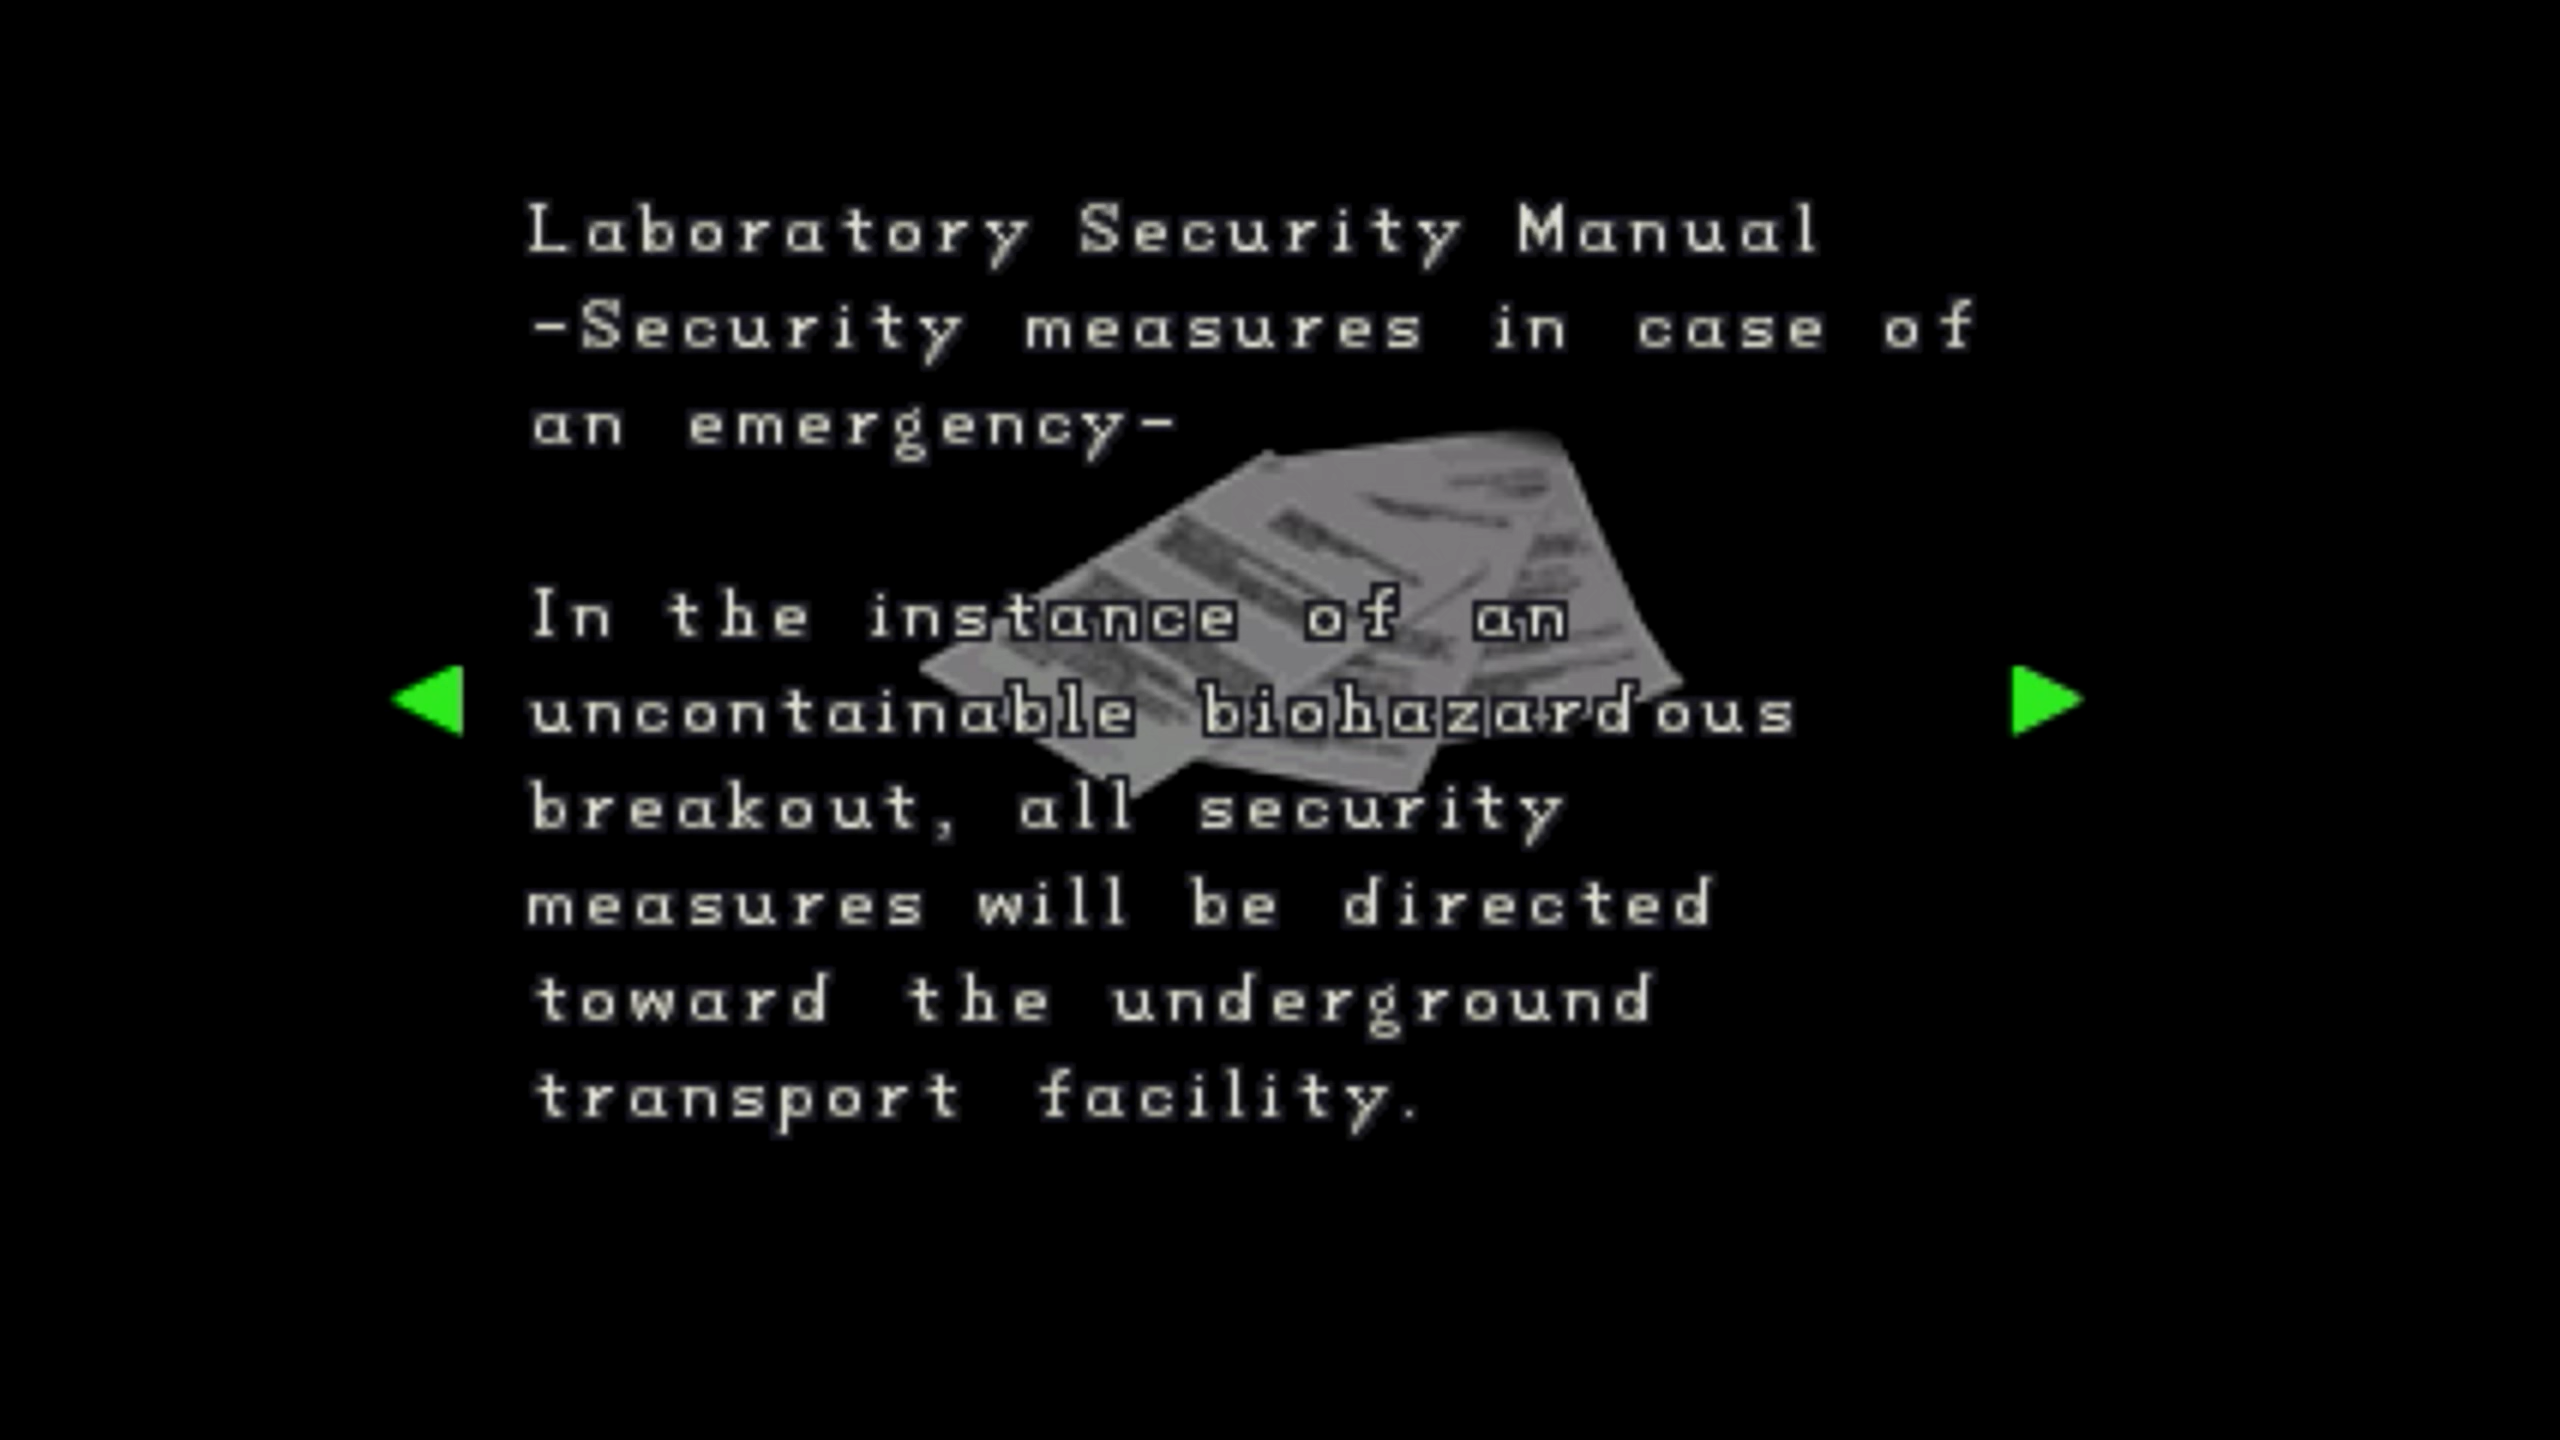 Laboratory Security Manual
-Security measures in case of
an emergency-
In the instance of an
uncontainable biohazardous
breakout, all security
measures will be directed
toward the underground
transport facility.